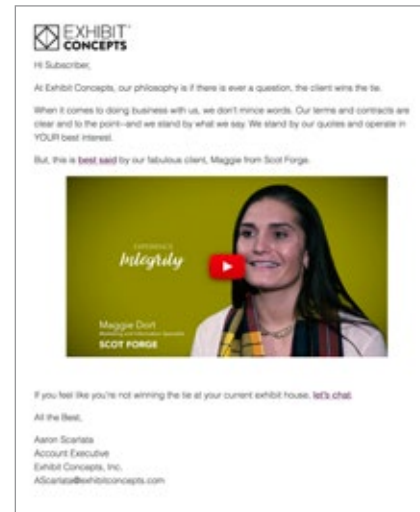 EXHIBIT
CONCEPTS
Hi Subscriber,
At Exhibit Concepts, our philosophy is if there is ever a question, the client wins the tie.
When it comes to doing business with us, we don't mince words. Our terms and contracts are
clear and to the point--and we stand by what we say. We stand by our quotes and operate in
YOUR best interest.
But, this is best said by our fabulous client, Maggie from Scot Forge.
EXPERIENCE
Integrity
Maggie Dort
Marketing and Information Specialist
SCOT FORGE
If you feel like you're not winning the tie at your current exhibit house, let's chat.
All the Best,
Aaron Scarlata
Account Executive
Exhibit Concepts, Inc.
AScarlata@exhibitconcepts.com